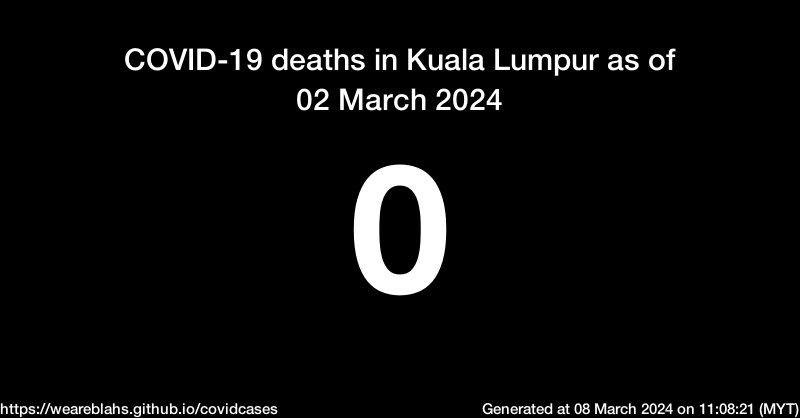 COVID-19 deaths in Kuala Lumpur as of
02 March 2024
0
https://weareblahs.github.io/covidcases
Generated at 08 March 2024 on 11:08:21 (MYT)